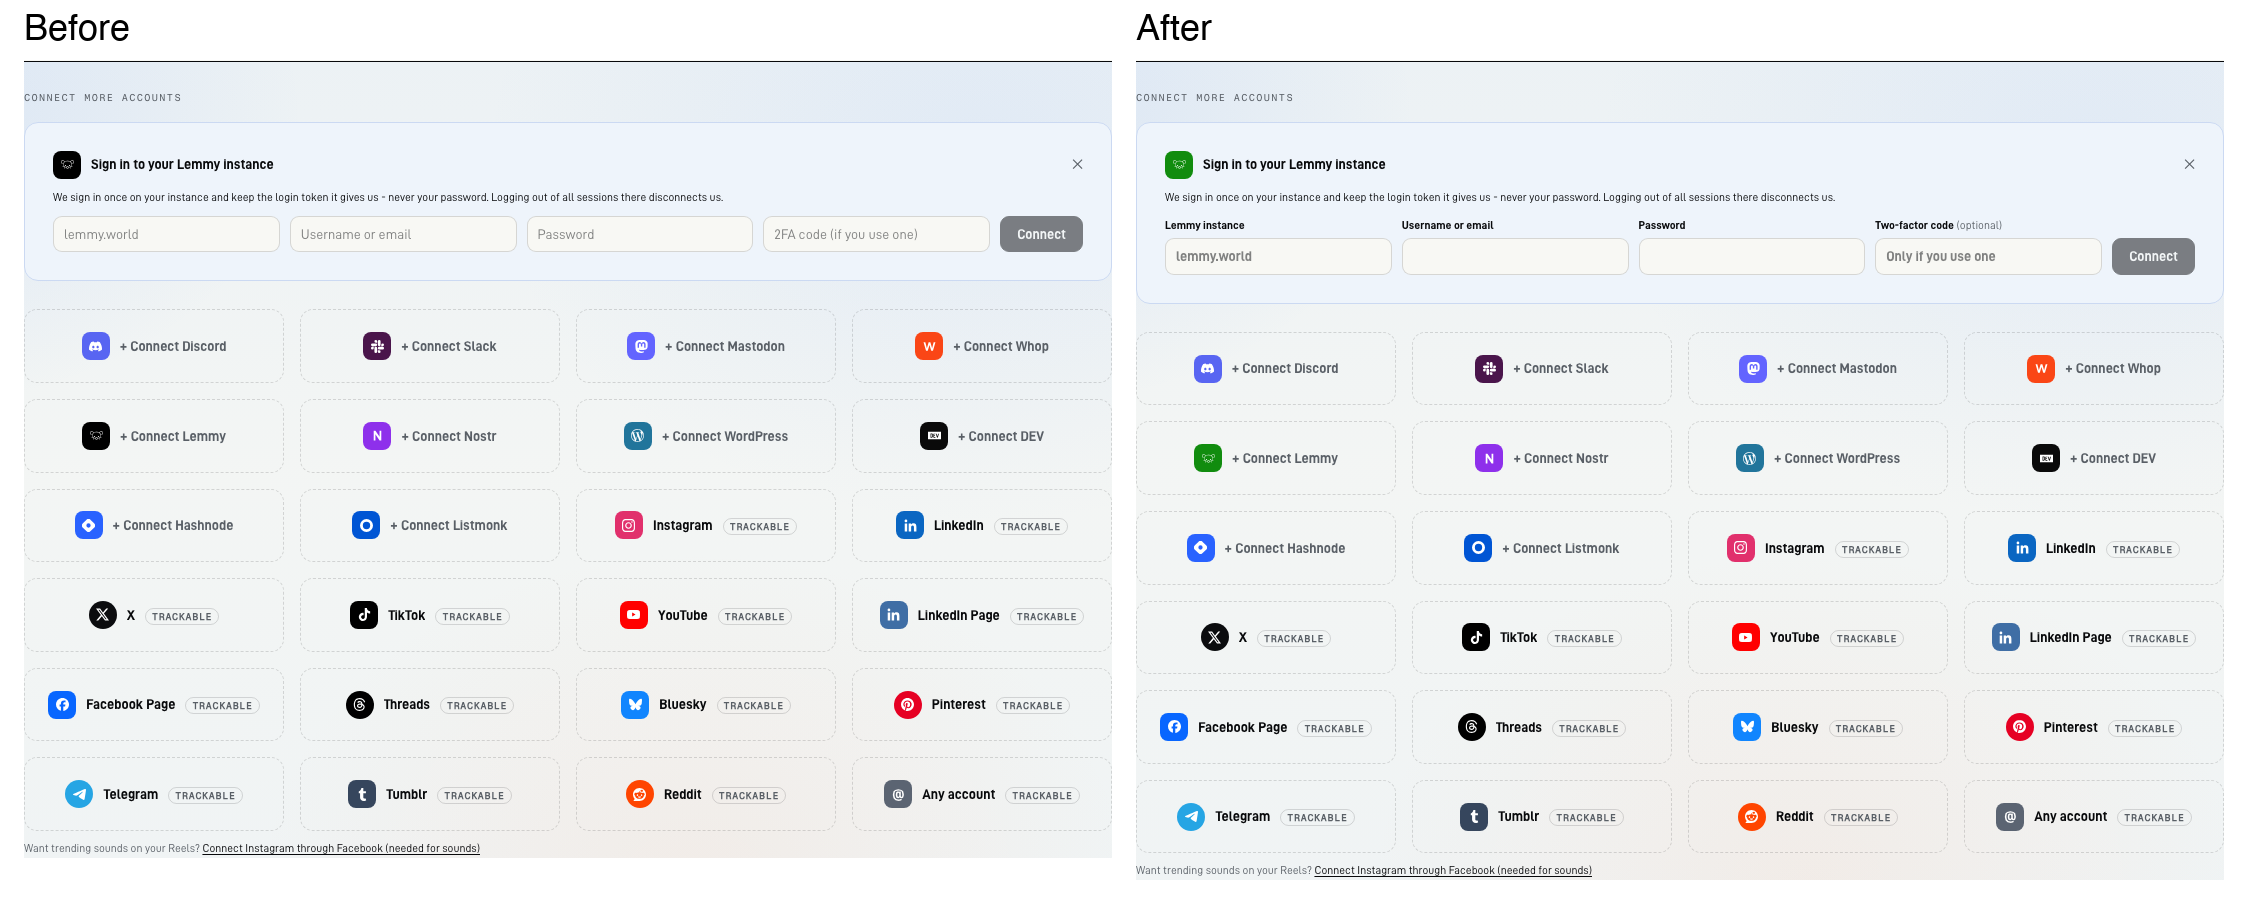 Before
CONNECT MORE ACCOUNTS
Sign in to your Lemmy instance
We sign in once on your instance and keep the login token it gives us - never your password. Logging out of all sessions there disconnects us.
lemmy.world
Username or email
Password
2FA code (if you use one)
Connect
+ Connect Discord
+ Connect Slack
+ Connect Mastodon
W + Connect Whop
+ Connect Lemmy
N + Connect Nostr
+ Connect WordPress
DEV + Connect DEV
+ Connect Hashnode
+ Connect Listmonk
Instagram TRACKABLE
in LinkedIn TRACKABLE
X TRACKABLE
TikTok TRACKABLE
YouTube TRACKABLE
in LinkedIn Page TRACKABLE
Facebook Page TRACKABLE
Threads TRACKABLE
Bluesky TRACKABLE
Pinterest TRACKABLE
Telegram TRACKABLE
t Tumblr TRACKABLE
Reddit TRACKABLE
@ Any account TRACKABLE
Want trending sounds on your Reels? Connect Instagram through Facebook (needed for sounds)
After
CONNECT MORE ACCOUNTS
Sign in to your Lemmy instance
We sign in once on your instance and keep the login token it gives us - never your password. Logging out of all sessions there disconnects us.
Lemmy instance
Username or email
Password
Two-factor code (optional)
lemmy.world
Only if you use one
Connect
+ Connect Discord
+ Connect Slack
+ Connect Mastodon
W + Connect Whop
+ Connect Lemmy
N + Connect Nostr
+ Connect WordPress
DEV + Connect DEV
+ Connect Hashnode
+ Connect Listmonk
Instagram TRACKABLE
in LinkedIn TRACKABLE
X TRACKABLE
TikTok TRACKABLE
YouTube TRACKABLE
in LinkedIn Page TRACKABLE
Facebook Page TRACKABLE
Threads TRACKABLE
Bluesky TRACKABLE
Pinterest TRACKABLE
Telegram TRACKABLE
t Tumblr TRACKABLE
Reddit TRACKABLE
@ Any account TRACKABLE
Want trending sounds on your Reels? Connect Instagram through Facebook (needed for sounds)